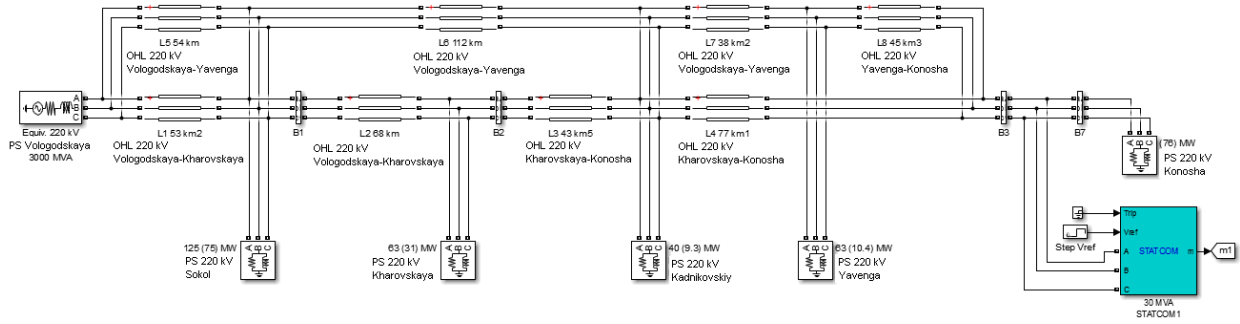 L5 54 km
OHL 220 kV
Vologodskaya-Yavenga
L6 112 km
OHL 220 kV
Vologodskaya-Yavenga
L7 38 km2
OHL 220 kV
Vologodskaya-Yavenga
L8 45 km3
OHL 220 kV
Yavenga-Konosha
A
B
C
Equiv. 220 kV
PS Vologodskaya
3000 MVA
L1 53 km2
OHL 220 kV
Vologodskaya-Kharovskaya
B1
L2 68 km
OHL 220 kV
Vologodskaya-Kharovskaya
B2
L3 43 km5
OHL 220 kV
Kharovskaya-Konosha
L4 77 km1
OHL 220 kV
Kharovskaya-Konosha
B3
B7
A B C
(76) MW
PS 220 kV
Konosha
125 (75) MW
PS 220 kV
Sokol
A B C
63 (31) MW
PS 220 kV
Kharovskaya
A B C
A B C
40 (9.3) MW
PS 220 kV
Kadnikovskiy
A B C
63 (10.4) MW
PS 220 kV
Yavenga
Step Vref
Trip
Vref
A
B
C
STATCOM
m
m1
30 MVA
STATCOM1